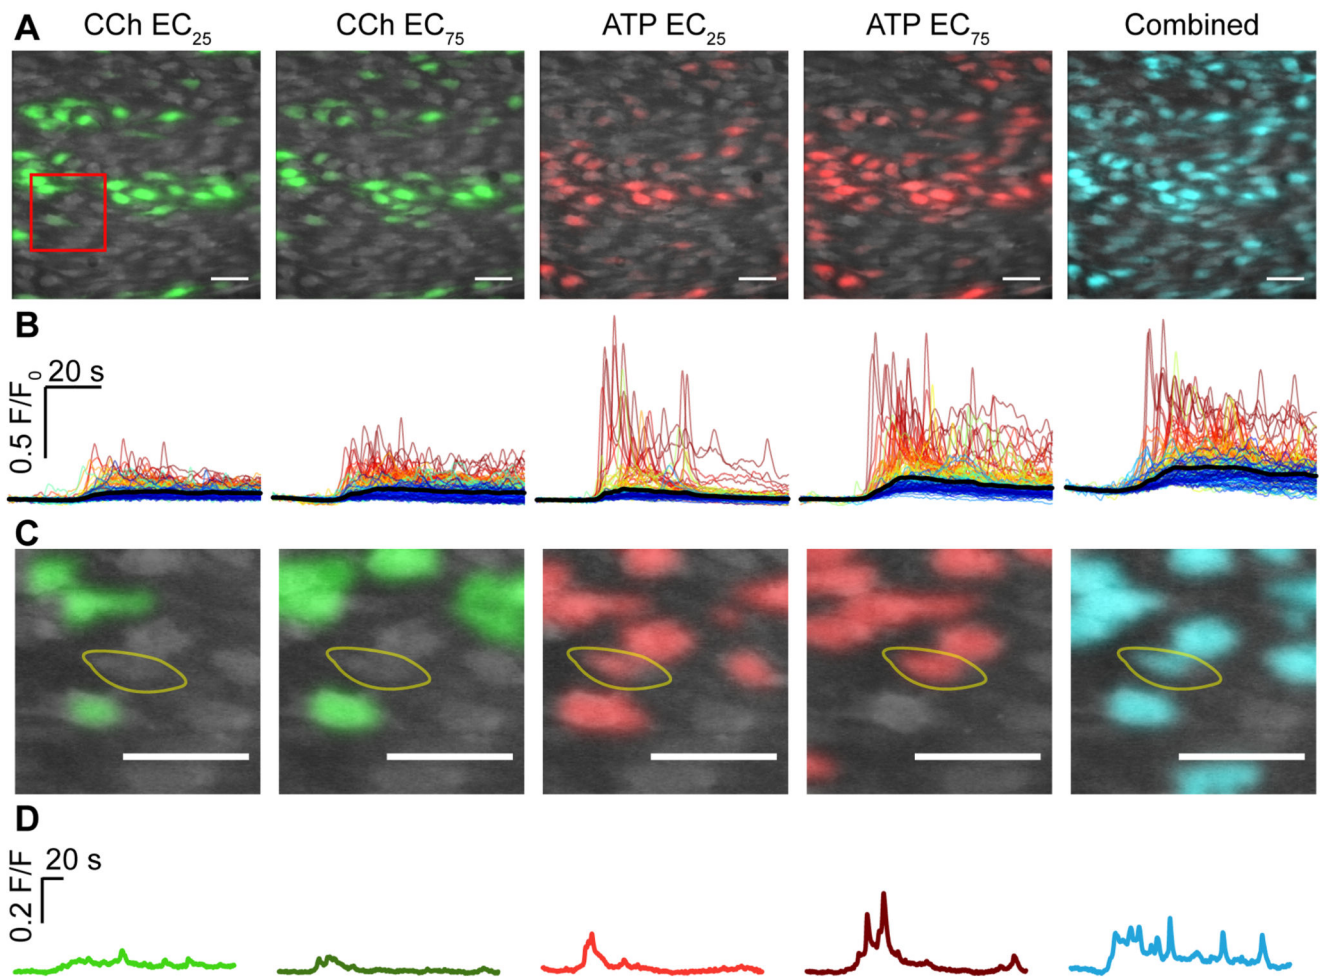 A
CCh EC25
CCh EC75
ATP EC25
ATP EC75
Combined
B
0.5 F/F0
20 s
C
D
0.2 F/F
20 s